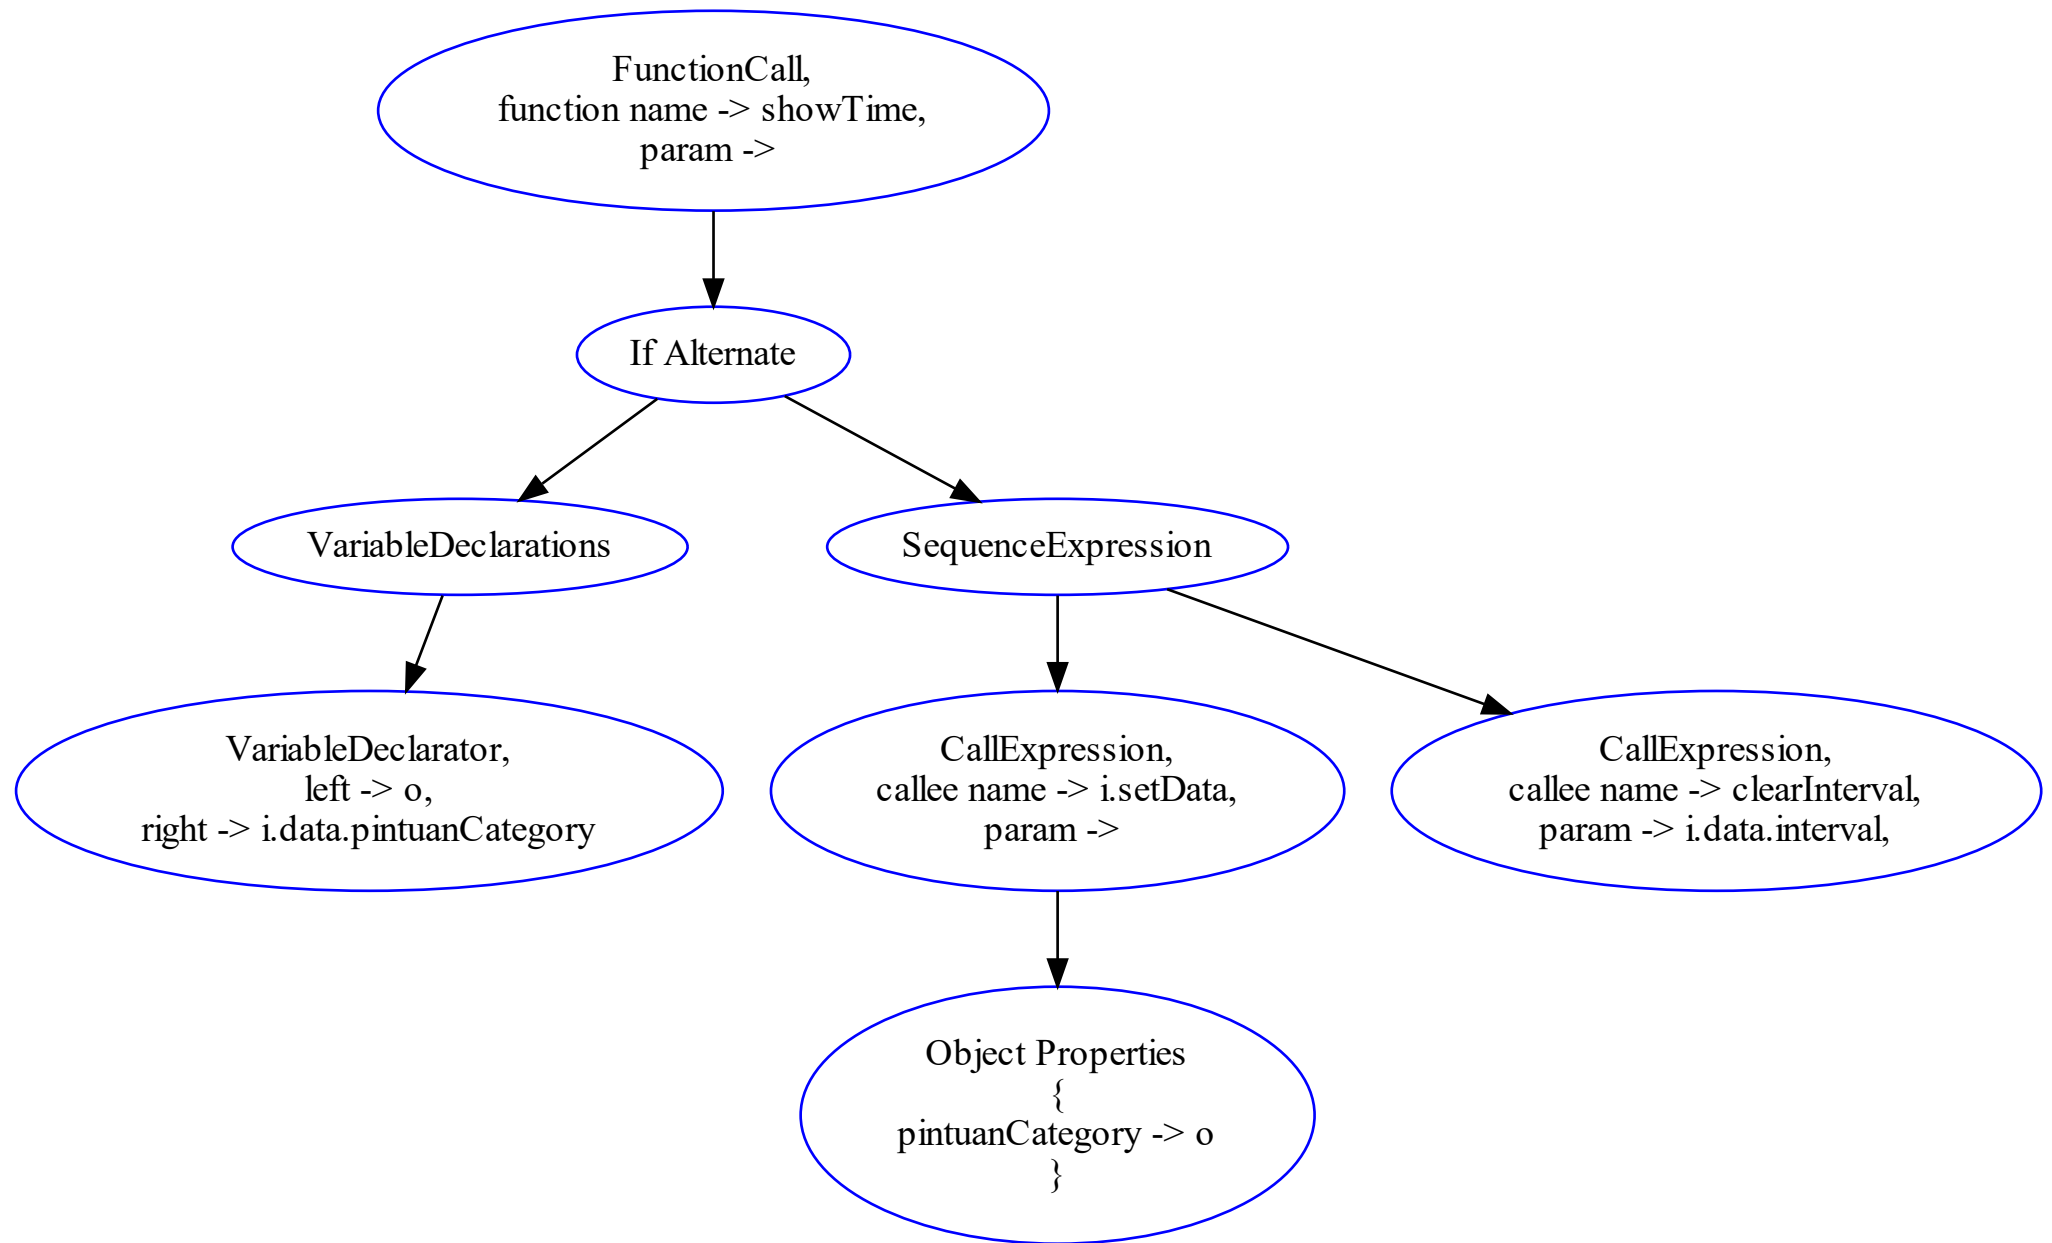 FunctionCall,
function name -> showTime,
param ->
If Alternate
VariableDeclarations
SequenceExpression
VariableDeclarator,
left -> o,
right -> i.data.pintuanCategory
CallExpression,
callee name -> i.setData,
param ->
CallExpression,
callee name -> clearInterval,
param -> i.data.interval,
Object Properties
{
pintuanCategory -> o
}